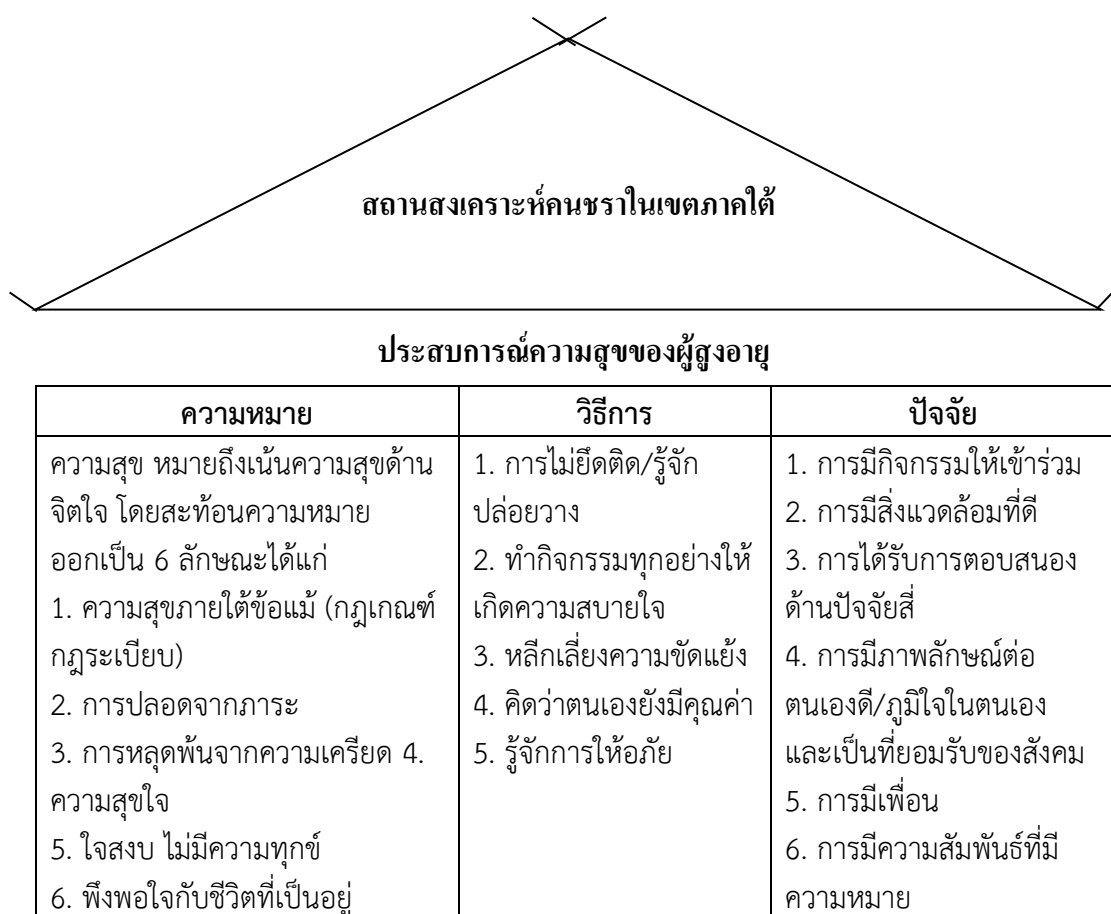 สถานสงเคราะห์คนชราในเขตภาคใต้
ประสบการณ์ความสุขของผู้สูงอายุ
ความหมาย
ความสุข หมายถึงเน้นความสุขด้าน
จิตใจ โดยสะท้อนความหมาย
ออกเป็น 6 ลักษณะได้แก่
1. ความสุขภายใต้ข้อแม้ (กฎเกณฑ์
กฎระเบียบ)
2. การปลอดจากภาระ
3. การหลุดพ้นจากความเครียด 4.
ความสุขใจ
5. ใจสงบ ไม่มีความทุกข์
6. พึงพอใจกับชีวิตที่เป็นอยู่
วิธีการ
1. การไม่ยึดติด/รู้จัก
ปล่อยวาง
2. ทำกิจกรรมทุกอย่างให้
เกิดความสบายใจ
3. หลีกเลี่ยงความขัดแย้ง
4. คิดว่าตนเองยังมีคุณค่า
5. รู้จักการให้อภัย
ปัจจัย
1. การมีกิจกรรมให้เข้าร่วม
2. การมีสิ่งแวดล้อมที่ดี
3. การได้รับการตอบสนอง
ด้านปัจจัยสี่
4. การมีภาพลักษณ์ต่อ
ตนเองดี/ภูมิใจในตนเอง
และเป็นที่ยอมรับของสังคม
5. การมีเพื่อน
6. การมีความสัมพันธ์ที่มี
ความหมาย